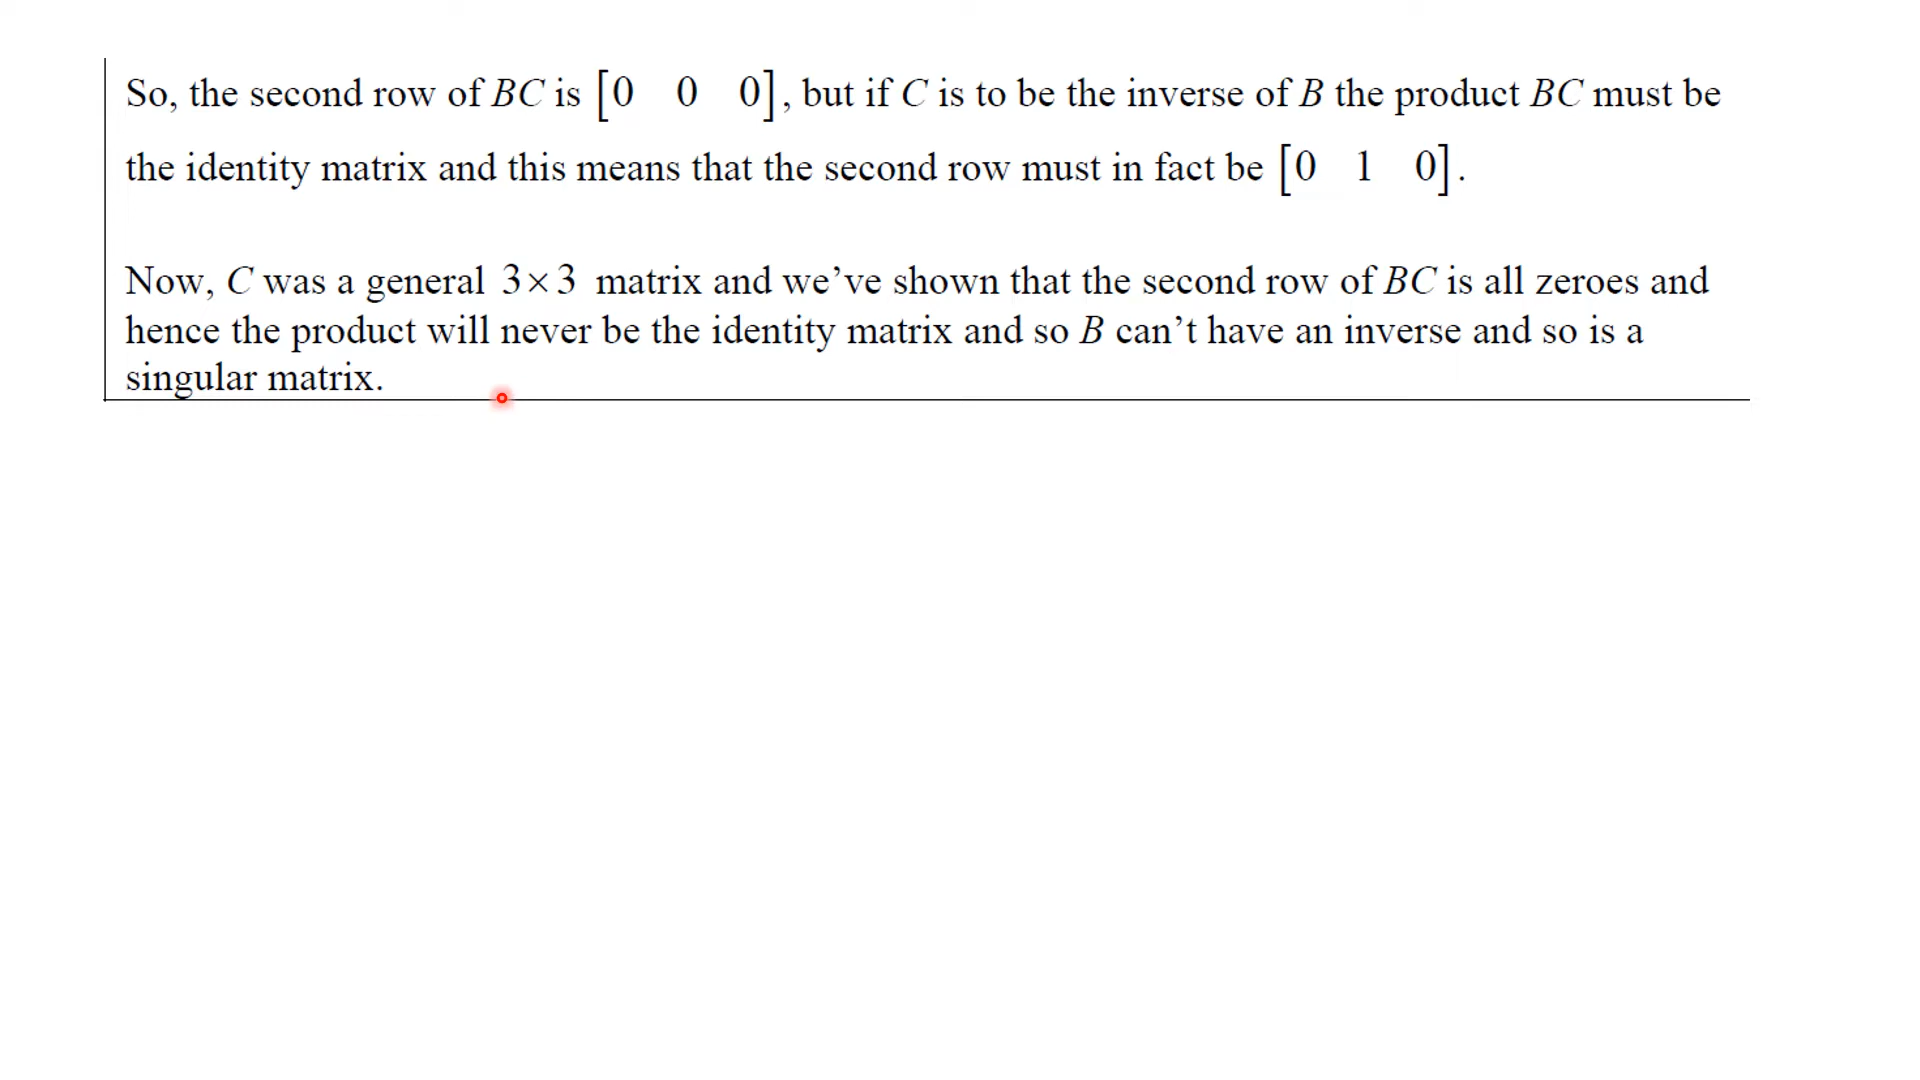 So, the second row of BC is [0 0 0], but if C is to be the inverse of B the product BC must be
the identity matrix and this means that the second row must in fact be [0 1 0].
Now, C was a general 3×3 matrix and we’ve shown that the second row of BC is all zeroes and
hence the product will never be the identity matrix and so B can’t have an inverse and so is a
singular matrix.